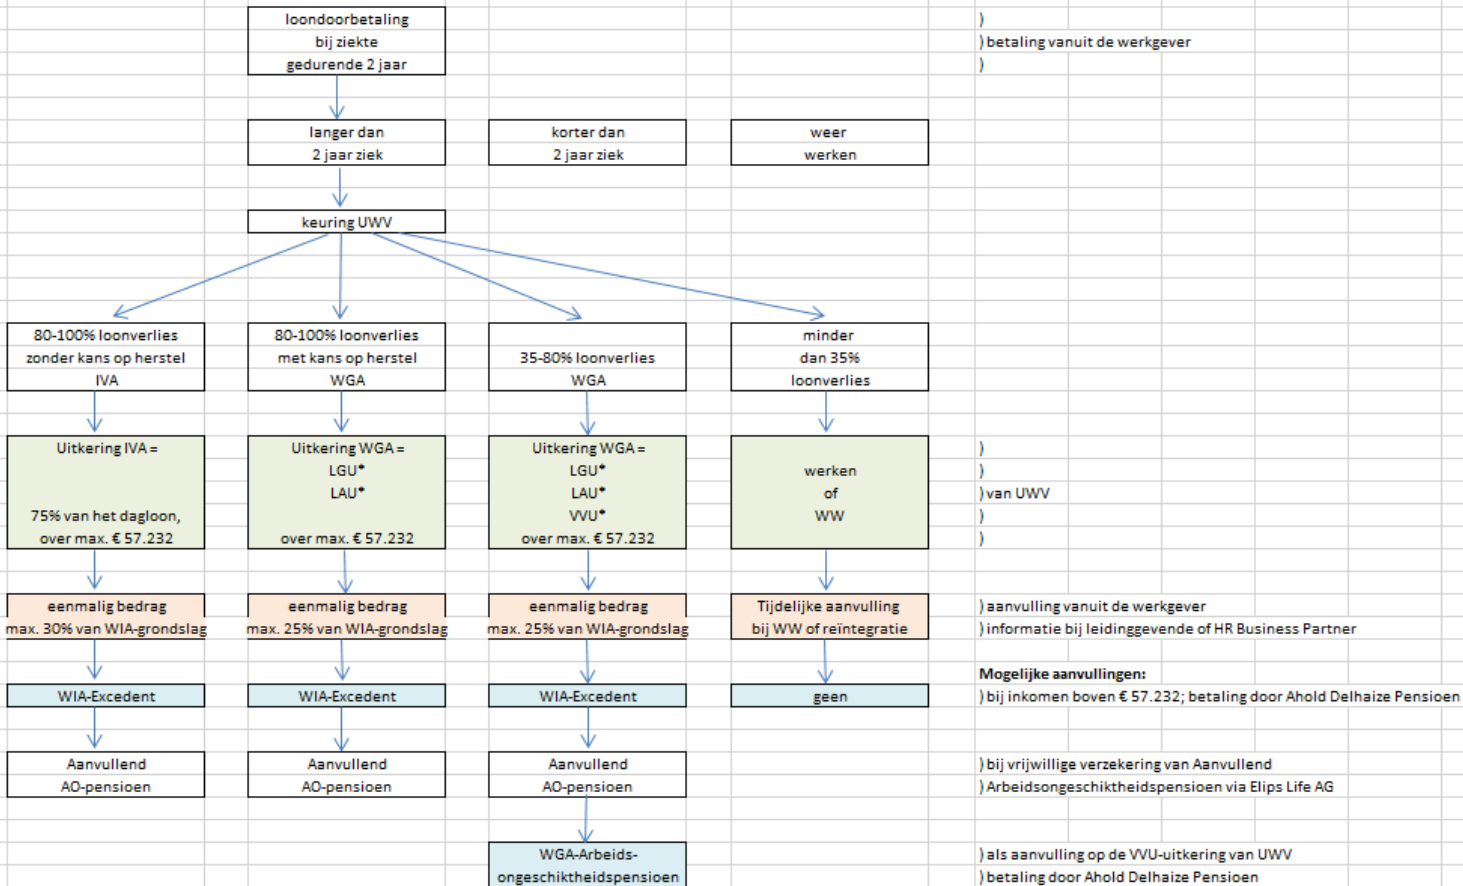 loondoorbetaling
bij ziekte
gedurende 2 jaar
)
) betaling vanuit de werkgever
)
langer dan
2 jaar ziek
korter dan
2 jaar ziek
weer
werken
keuring UWV
80-100% loonverlies
zonder kans op herstel
IVA
80-100% loonverlies
met kans op herstel
WGA
35-80% loonverlies
WGA
minder
dan 35%
loonverlies
Uitkering IVA =
75% van het dagloon,
over max. € 57.232
Uitkering WGA =
LGU*
LAU*
over max. € 57.232
Uitkering WGA =
LGU*
LAU*
VVU*
over max. € 57.232
werken
of
WW
)
)
) van UWV
)
)
eenmalig bedrag
max. 30% van WIA-grondslag
eenmalig bedrag
max. 25% van WIA-grondslag
eenmalig bedrag
max. 25% van WIA-grondslag
Tijdelijke aanvulling
bij WW of reïntegratie
) aanvulling vanuit de werkgever
) informatie bij leidinggevende of HR Business Partner
Mogelijke aanvullingen:
WIA-Excedent
WIA-Excedent
WIA-Excedent
geen
) bij inkomen boven € 57.232; betaling door Ahold Delhaize Pensioen
Aanvullend
AO-pensioen
Aanvullend
AO-pensioen
Aanvullend
AO-pensioen
) bij vrijwillige verzekering van Aanvullend
) Arbeidsongeschiktheidspensioen via Elips Life AG
WGA-Arbeids-
ongeschiktheidspensioen
) als aanvulling op de VVU-uitkering van UWV
) betaling door Ahold Delhaize Pensioen